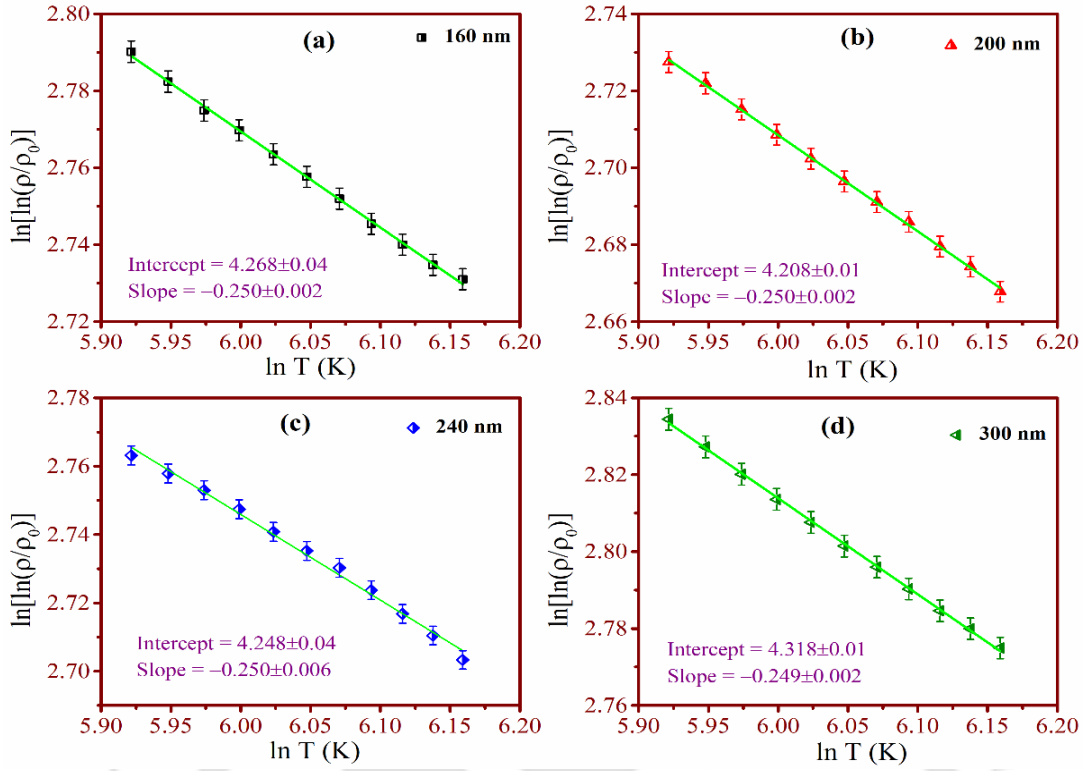 (a)
160 nm
ln[ln(ρ/ρ₀)]
2.80
2.78
2.76
2.74
2.72
Intercept = 4.268±0.04
Slope = −0.250±0.002
5.90 5.95 6.00 6.05 6.10 6.15 6.20
ln T (K)
(b)
200 nm
ln[ln(ρ/ρ₀)]
2.74
2.72
2.70
2.68
2.66
Intercept = 4.208±0.01
Slope = −0.250±0.002
5.90 5.95 6.00 6.05 6.10 6.15 6.20
ln T (K)
(c)
240 nm
ln[ln(ρ/ρ₀)]
2.78
2.76
2.74
2.72
2.70
Intercept = 4.248±0.04
Slope = −0.250±0.006
5.90 5.95 6.00 6.05 6.10 6.15 6.20
ln T (K)
(d)
300 nm
ln[ln(ρ/ρ₀)]
2.84
2.82
2.80
2.78
2.76
Intercept = 4.318±0.01
Slope = −0.249±0.002
5.90 5.95 6.00 6.05 6.10 6.15 6.20
ln T (K)